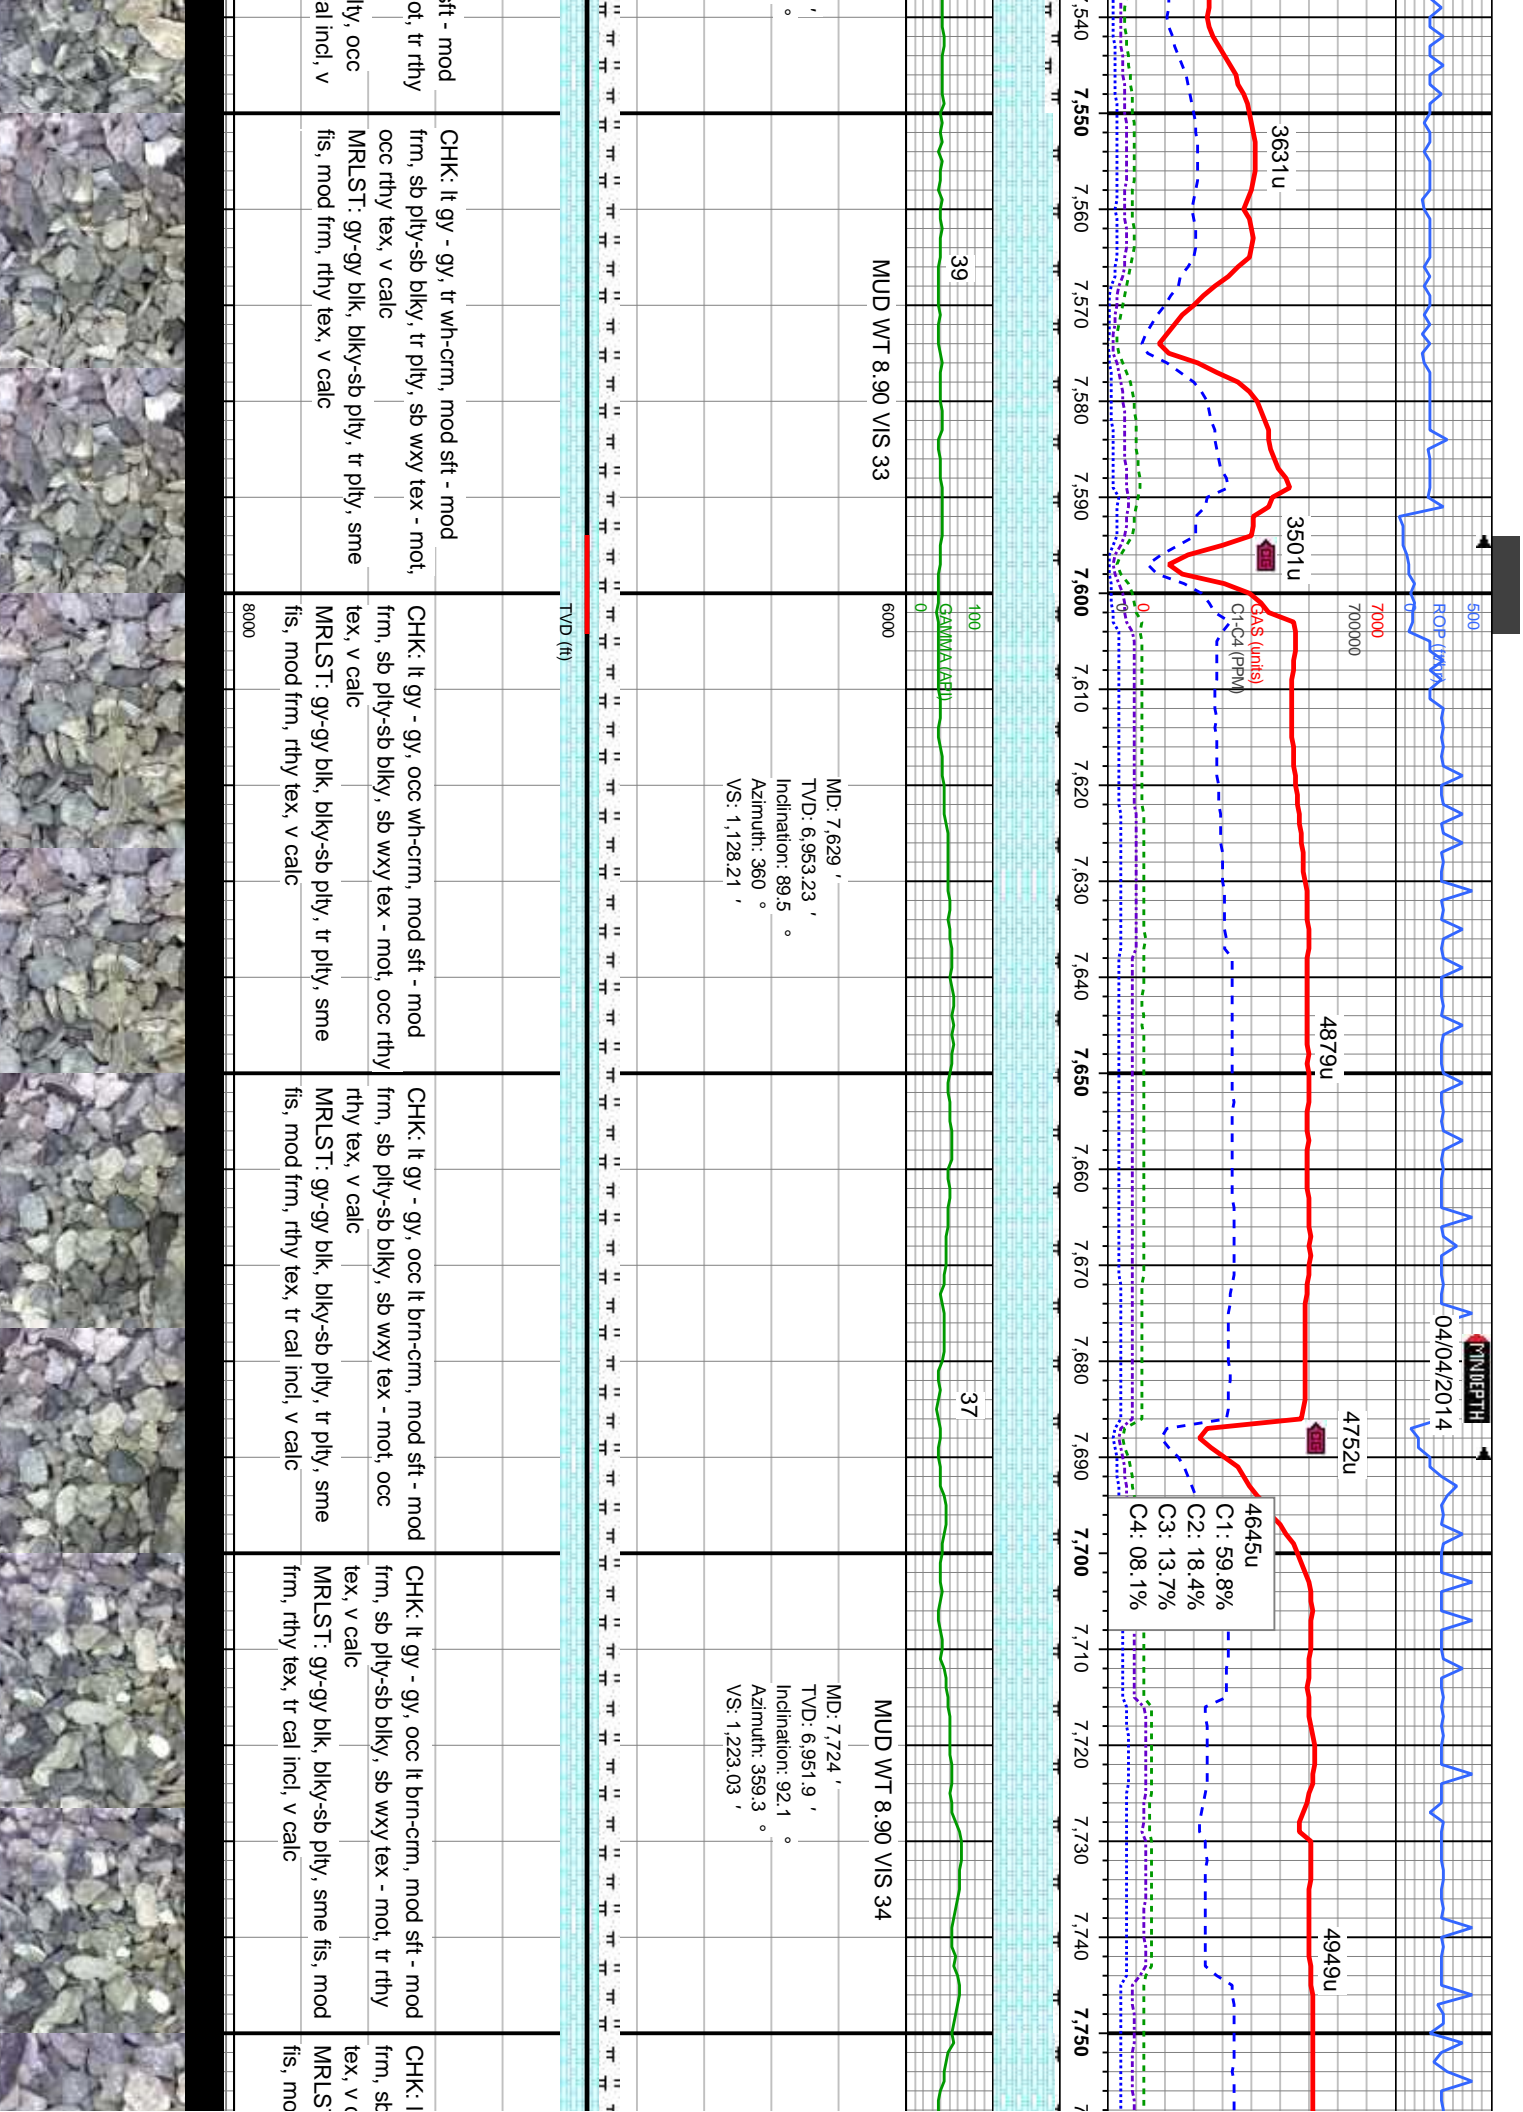 500
ROP (ft/hr)
0
7000
700000
GAS (units)
C1-C4 (PPM)
0
0
3631u
3501u
4879u
04/04/2014
MNDEPTH
4752u
4645u
C1: 59.8%
C2: 18.4%
C3: 13.7%
C4: 08.1%
4949u
7,540
7,550
7,560
7,570
7,580
7,590
7,600
7,610
7,620
7,630
7,640
7,650
7,660
7,670
7,680
7,690
7,700
7,710
7,720
7,730
7,740
7,750
100
GAMMA (API)
0
39
37
6000
TVD (ft)
8000
MUD WT 8.90 VIS 33
MD: 7,629 '
TVD: 6,953.23 '
Inclination: 89.5 °
Azimuth: 360 °
VS: 1,128.21 '
MUD WT 8.90 VIS 34
MD: 7,724 '
TVD: 6,951.9 '
Inclination: 92.1 °
Azimuth: 359.3 °
VS: 1,223.03 '
sft - mod
ot, tr rthy
lty, occ
al incl, v
CHK: lt gy - gy, tr wh-crm, mod sft - mod
frm, sb plty-sb blky, tr plty, sb wxy tex - mot,
occ rthy tex, v calc
MRLST: gy-gy blk, blky-sb plty, tr plty, sme
fis, mod frm, rthy tex, v calc
CHK: lt gy - gy, occ wh-crm, mod sft - mod
frm, sb plty-sb blky, sb wxy tex - mot, occ rthy
tex, v calc
MRLST: gy-gy blk, blky-sb plty, tr plty, sme
fis, mod frm, rthy tex, v calc
CHK: lt gy - gy, occ lt brn-crm, mod sft - mod
frm, sb plty-sb blky, sb wxy tex - mot, occ
rthy tex, v calc
MRLST: gy-gy blk, blky-sb plty, tr plty, sme
fis, mod frm, rthy tex, tr cal incl, v calc
CHK: lt gy - gy, occ lt brn-crm, mod sft - mod
frm, sb plty-sb blky, sb wxy tex - mot, tr rthy
tex, v calc
MRLST: gy-gy blk, blky-sb plty, sme fis, mod
frm, rthy tex, tr cal incl, v calc
CHK: l
frm, sb
tex, v c
MRLS
fis, mo